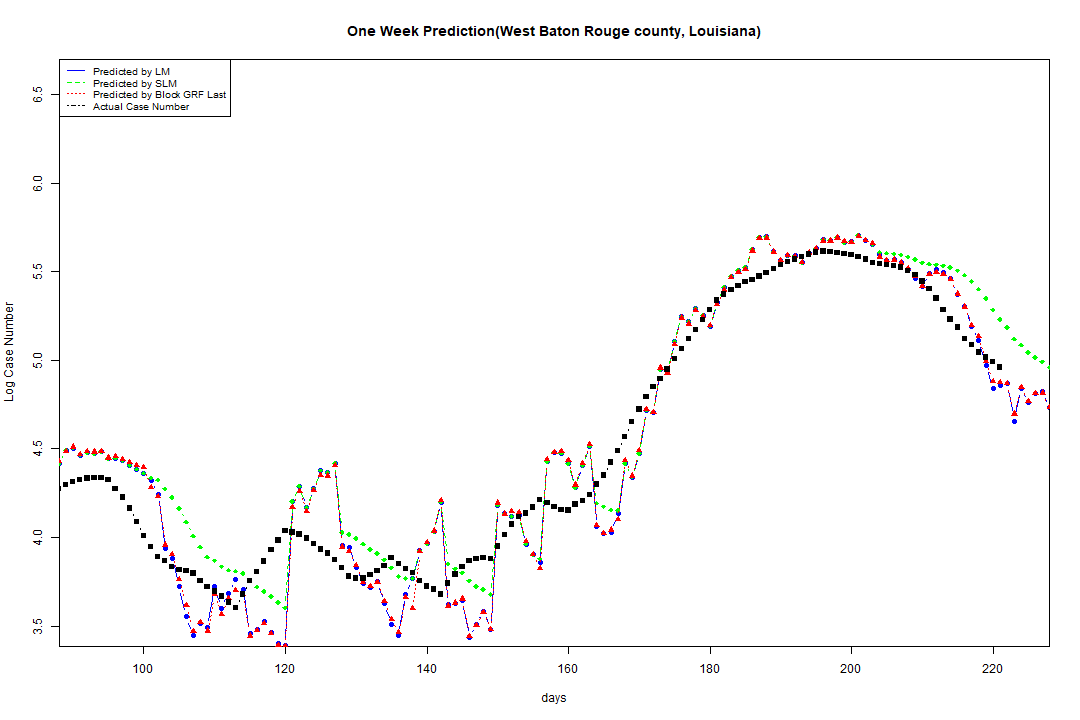 One Week Prediction(West Baton Rouge county, Louisiana)
Predicted by LM
Predicted by SLM
Predicted by Block GRF Last
Actual Case Number
Log Case Number
6.5
6.0
5.5
5.0
4.5
4.0
3.5
100 120 140 160 180 200 220
days